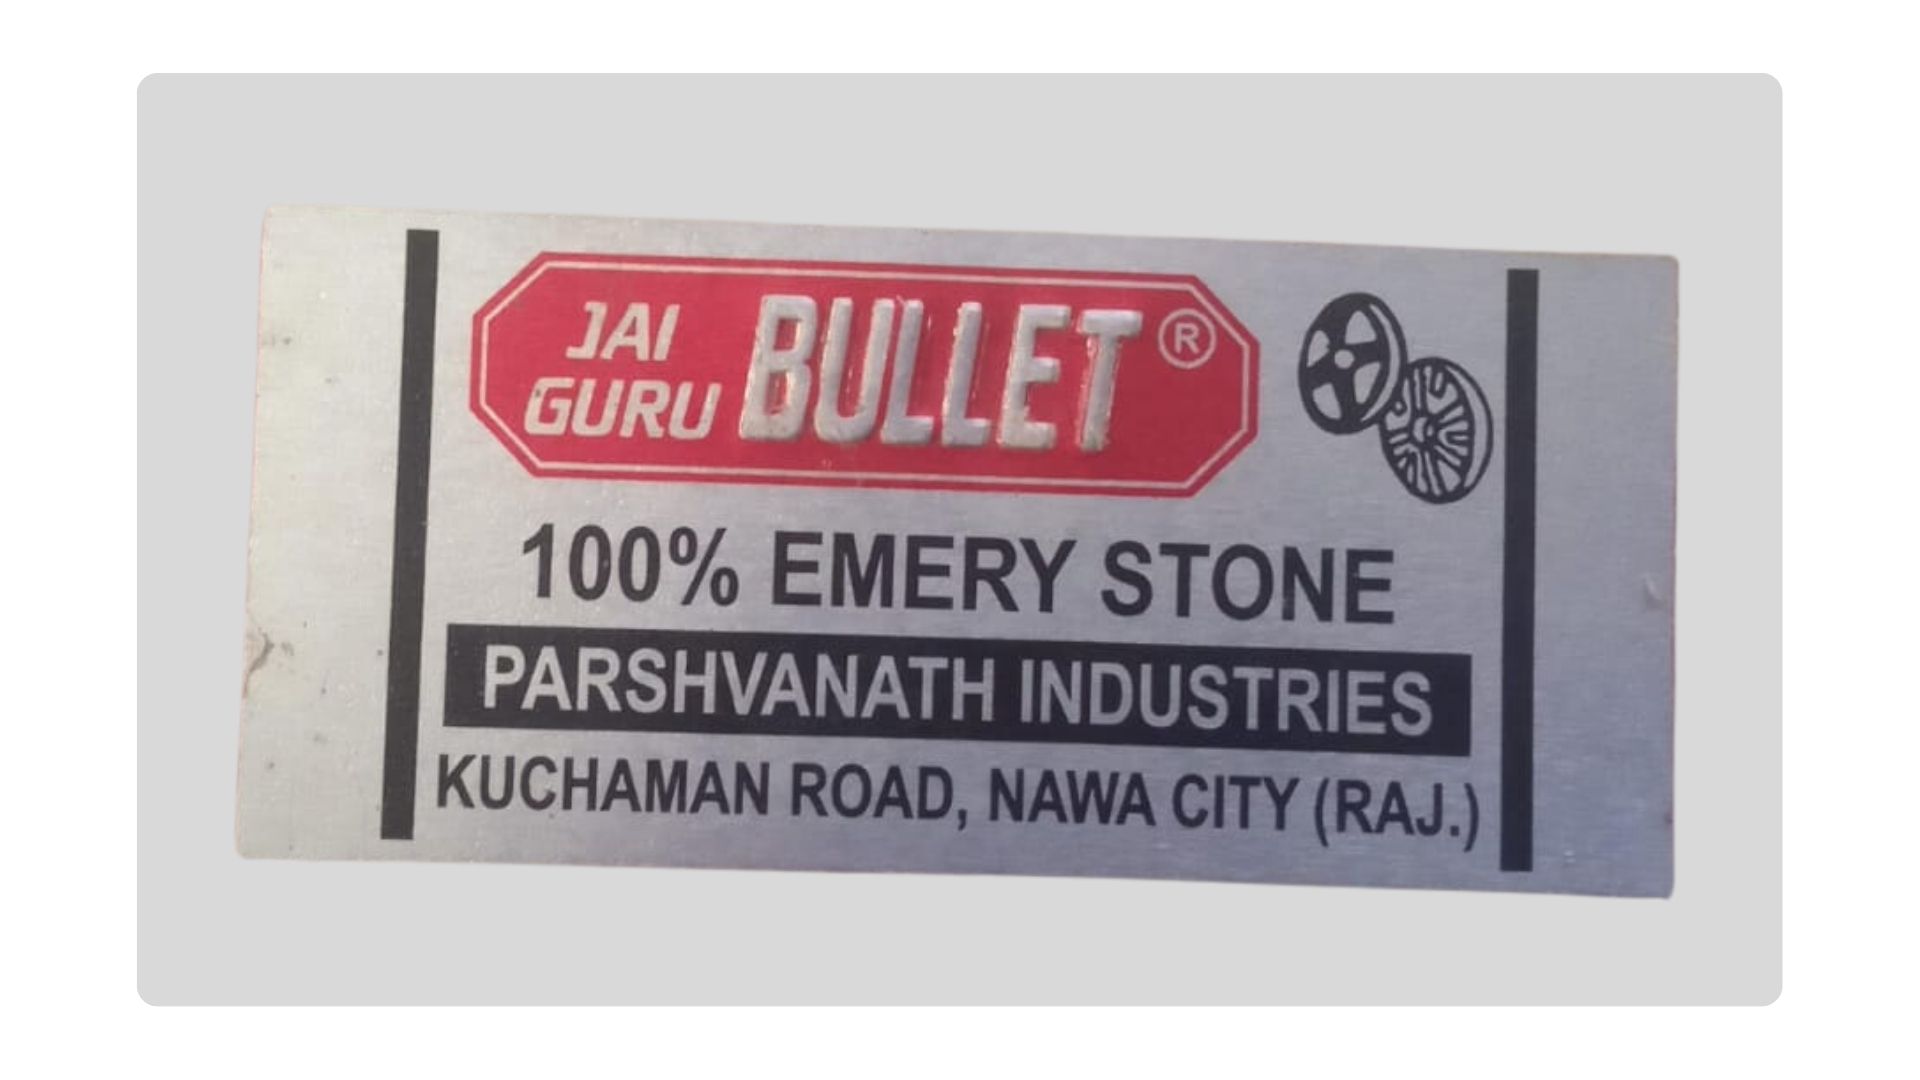 JAI
GURU BULLET ®
100% EMERY STONE
PARSHVANATH INDUSTRIES
KUCHAMAN ROAD, NAWA CITY (RAJ.)